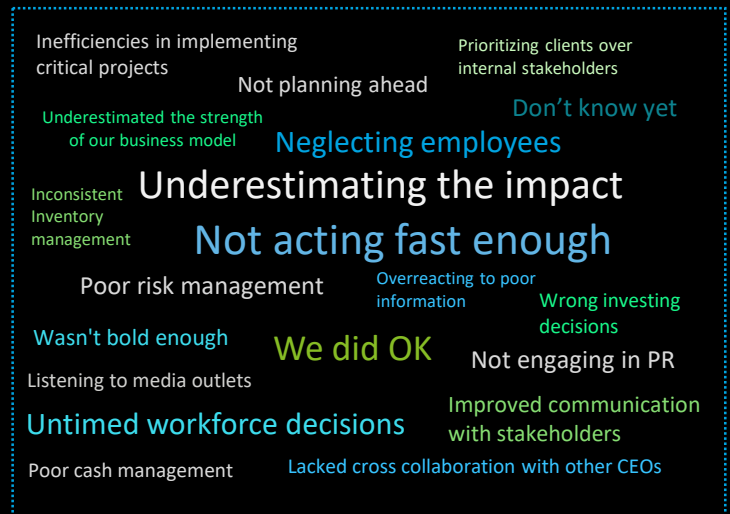 Inefficiencies in implementing
critical projects
Prioritizing clients over
internal stakeholders
Not planning ahead
Don’t know yet
Underestimated the strength
of our business model
Neglecting employees
Underestimating the impact
Inconsistent
Inventory
management
Not acting fast enough
Poor risk management
Overreacting to poor
information
Wrong investing
decisions
Wasn't bold enough
We did OK
Not engaging in PR
Listening to media outlets
Improved communication
with stakeholders
Untimed workforce decisions
Poor cash management
Lacked cross collaboration with other CEOs